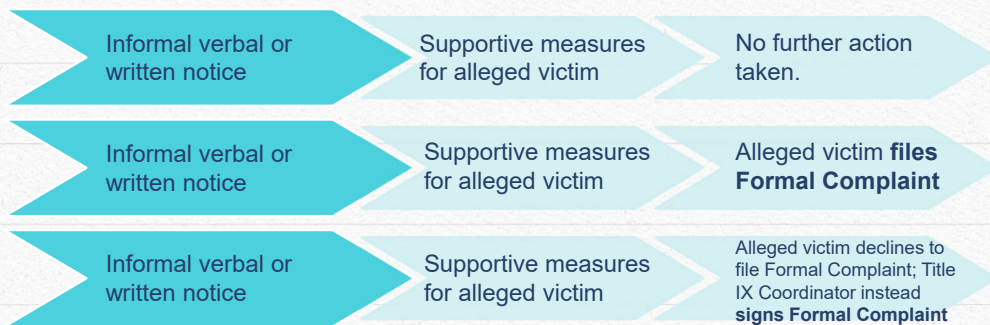 Informal verbal or
written notice
Supportive measures
for alleged victim
No further action
taken.
Informal verbal or
written notice
Supportive measures
for alleged victim
Alleged victim files
Formal Complaint
Informal verbal or
written notice
Supportive measures
for alleged victim
Alleged victim declines to
file Formal Complaint; Title
IX Coordinator instead
signs Formal Complaint